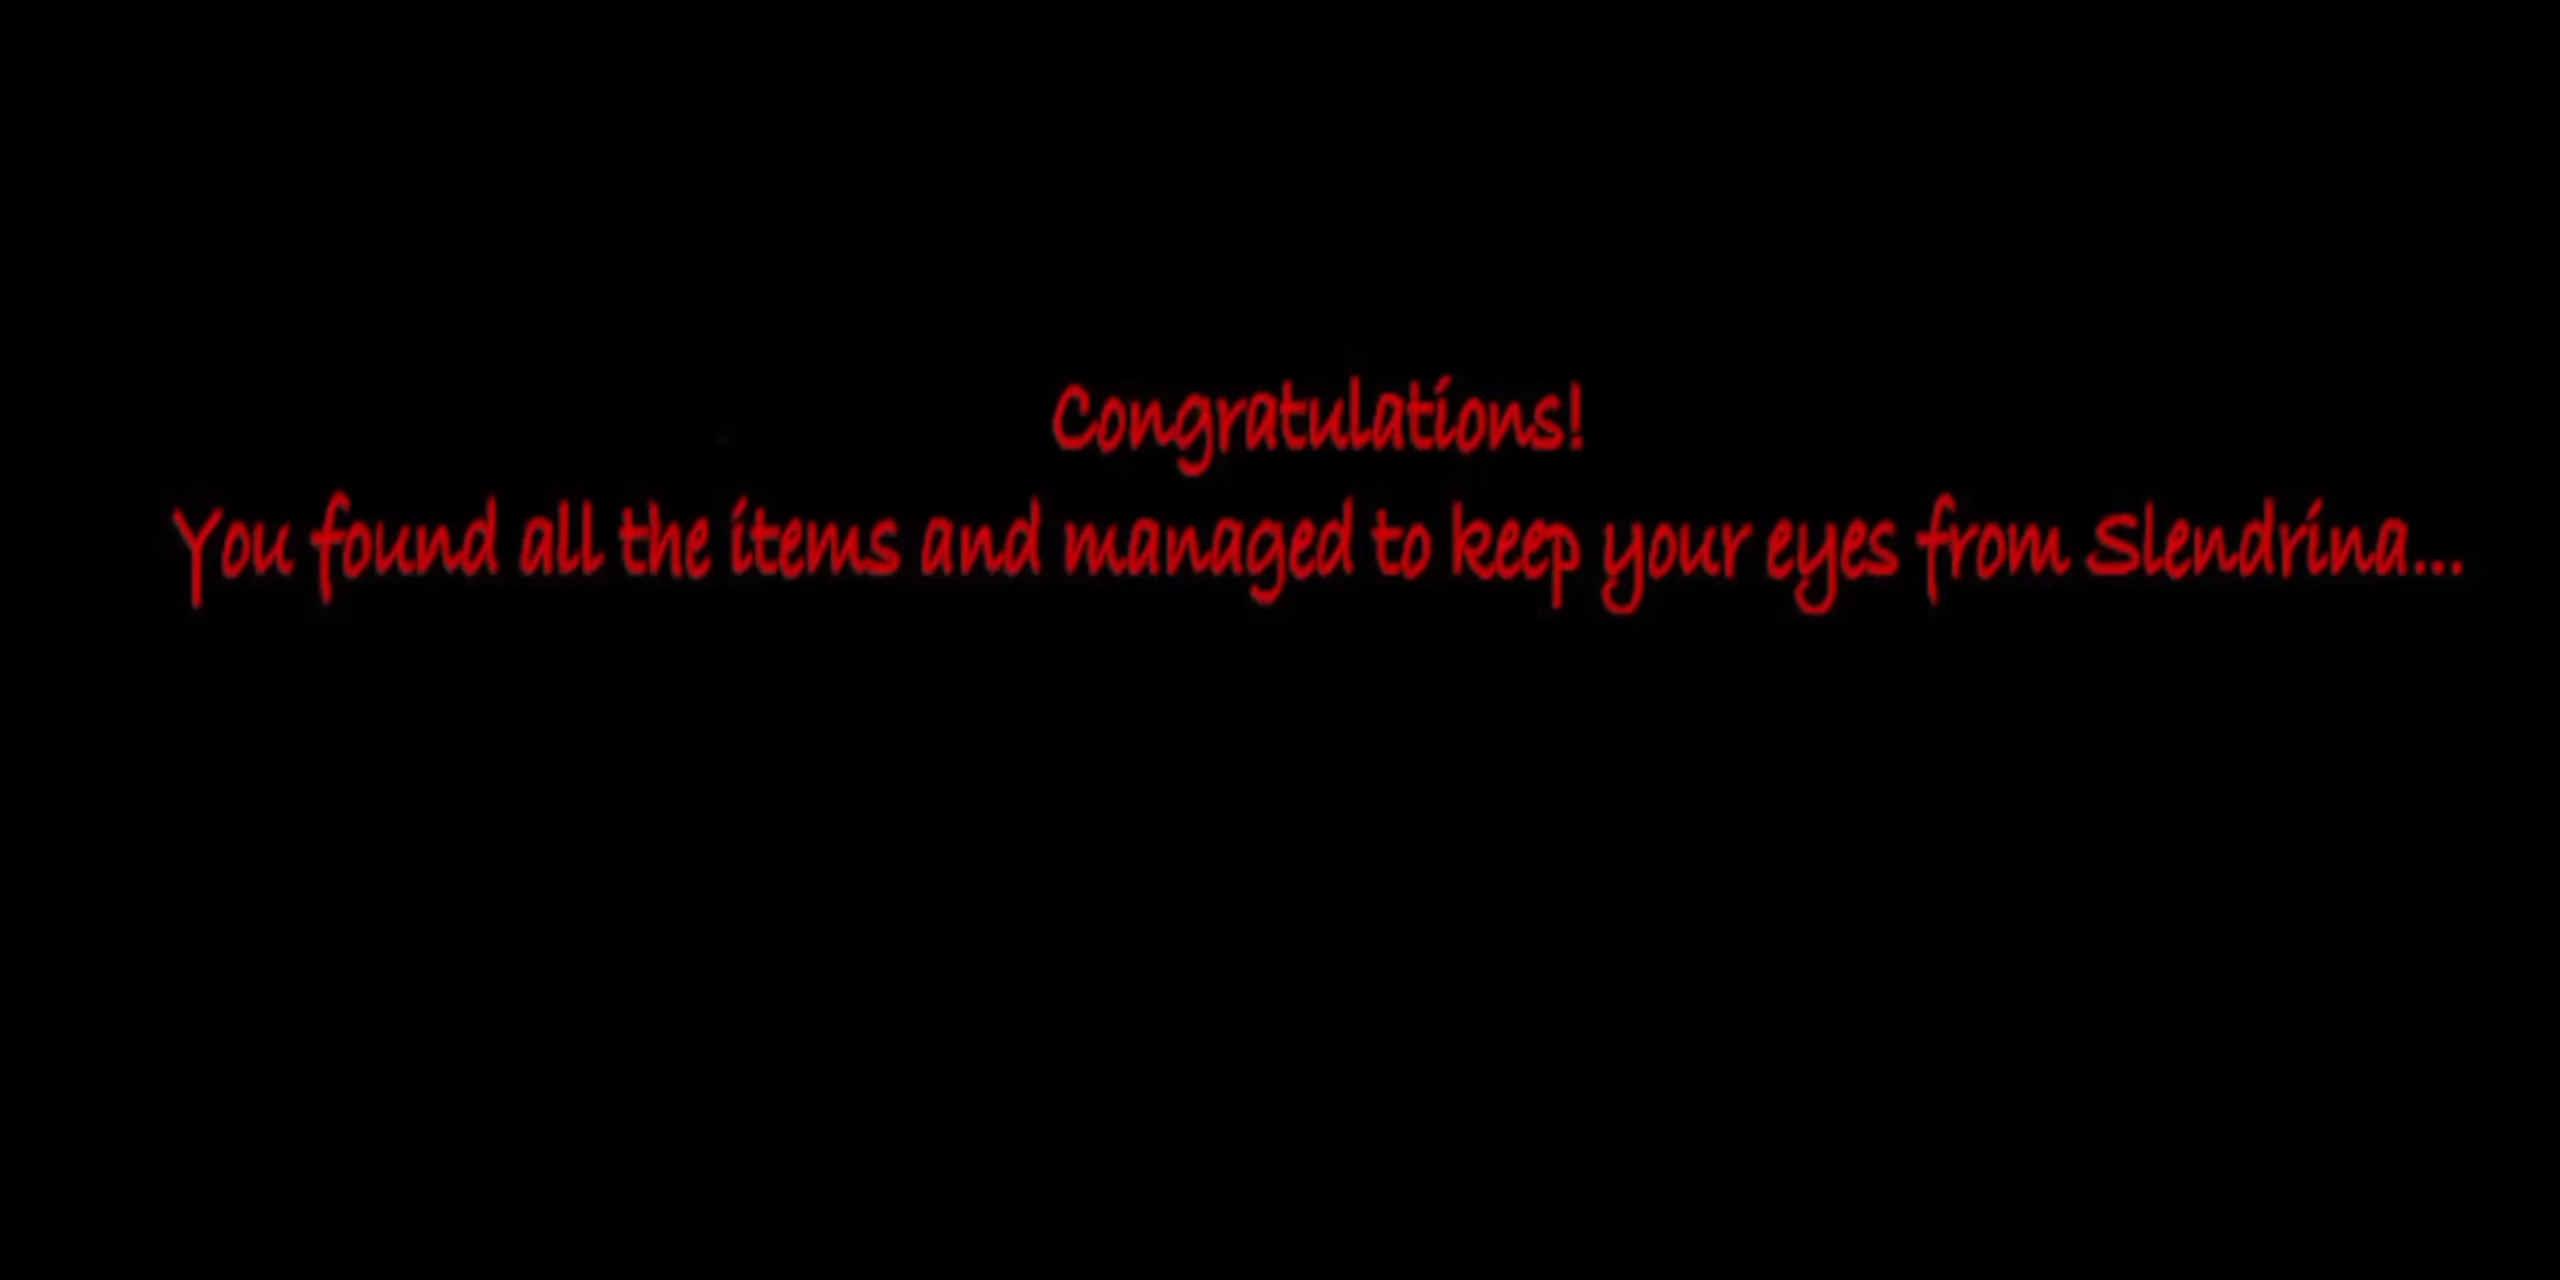 Congratulations!
You found all the items and managed to keep your eyes from Slendrina...